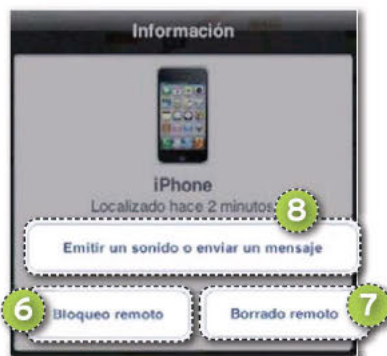 Información
iPhone
Localizado hace 2 minutos
8
Emitir un sonido o enviar un mensaje
6
Bloqueo remoto
Borrado remoto
7